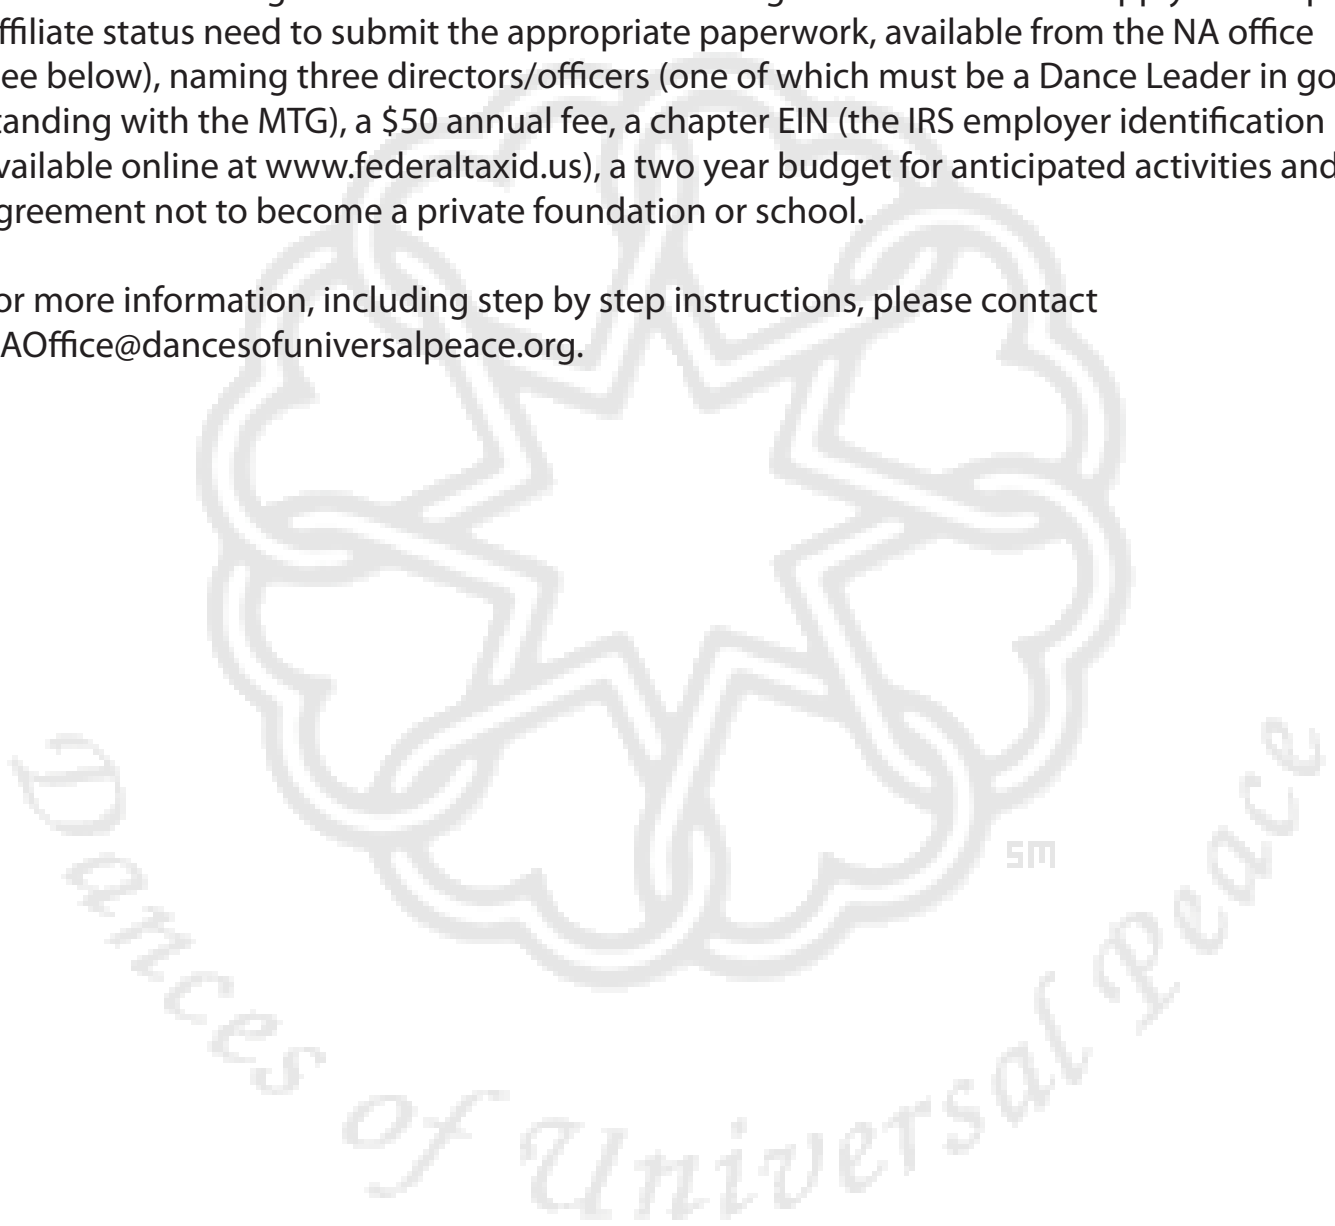 ffiliate status need to submit the appropriate paperwork, available from the NA office
ee below), naming three directors/officers (one of which must be a Dance Leader in go
tanding with the MTG), a $50 annual fee, a chapter EIN (the IRS employer identification
vailable online at www.federaltaxid.us), a two year budget for anticipated activities and
greement not to become a private foundation or school.
or more information, including step by step instructions, please contact
AOffice@dancesofuniversalpeace.org.
SM
Dances of Universal Peace